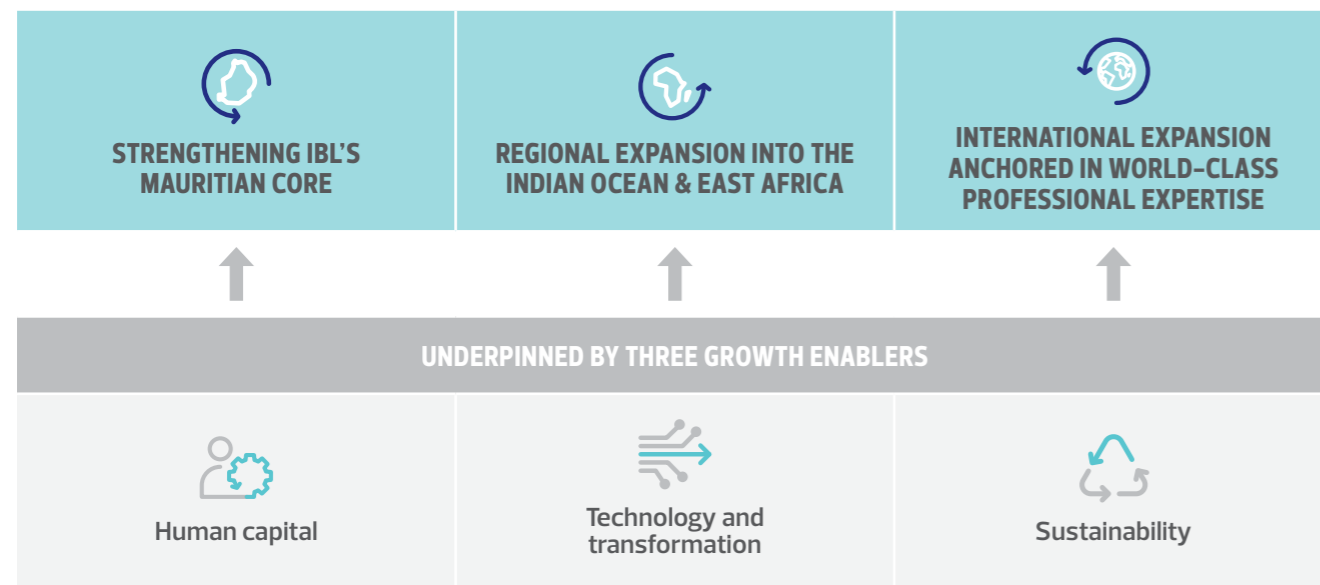 STRENGTHENING IBL'S
MAURITIAN CORE
REGIONAL EXPANSION INTO THE
INDIAN OCEAN & EAST AFRICA
INTERNATIONAL EXPANSION
ANCHORED IN WORLD-CLASS
PROFESSIONAL EXPERTISE
UNDERPINNED BY THREE GROWTH ENABLERS
Human capital
Technology and
transformation
Sustainability